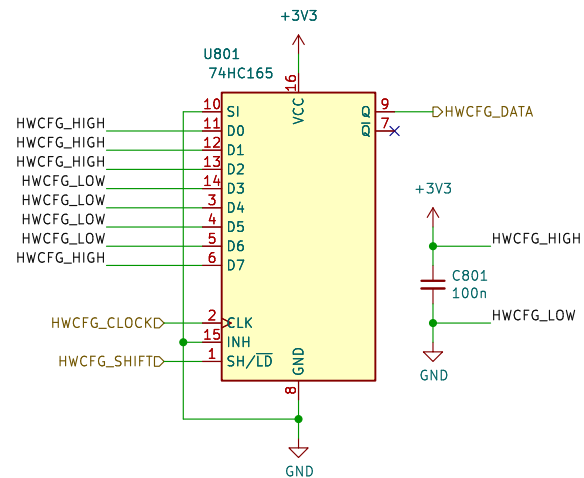 +3V3
U801
74HC165
16
VCC
10 SI
HWCFG_HIGH 11 D0
HWCFG_HIGH 12 D1
HWCFG_HIGH 13 D2
HWCFG_LOW 14 D3
HWCFG_LOW 3 D4
HWCFG_LOW 4 D5
HWCFG_LOW 5 D6
HWCFG_HIGH 6 D7
HWCFG_CLOCK 2 CLK
15 INH
HWCFG_SHIFT 1 SH/LD
Q 9 HWCFG_DATA
Q 7
GND
8
GND
+3V3
HWCFG_HIGH
C801
100n
HWCFG_LOW
GND